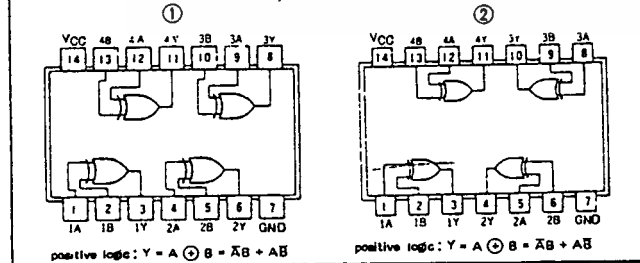 ① ②
VCC 4B 4A 4Y 3B 3A 3Y
14 13 12 11 10 9 8
1 2 3 4 5 6 7
1A 1B 1Y 2A 2B 2Y GND
positive logic: Y = A ⊕ B = A̅B + AB̅
VCC 4B 4A 4Y 3Y 3B 3A
14 13 12 11 10 9 8
1 2 3 4 5 6 7
1A 1B 1Y 2Y 2A 2B GND
positive logic: Y = A ⊕ B = A̅B + AB̅